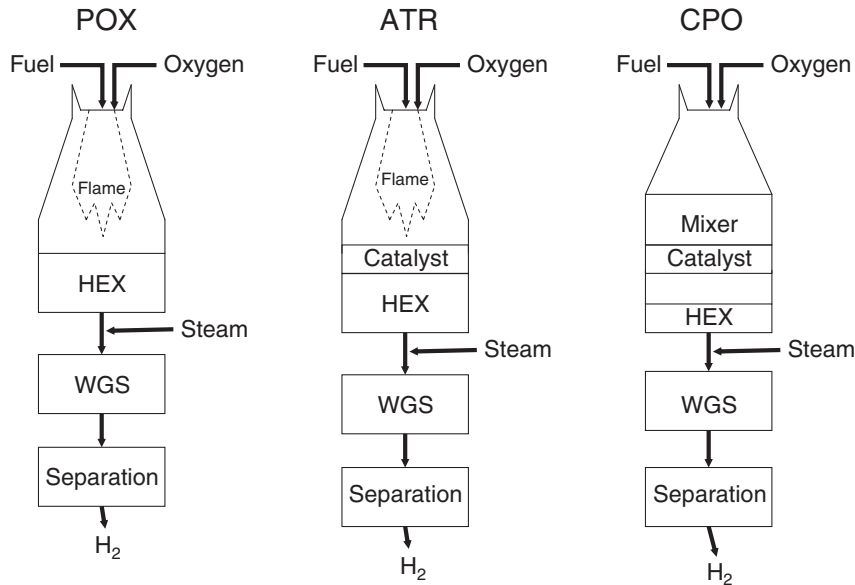 POX
Fuel
Oxygen
Flame
HEX
Steam
WGS
Separation
H2
ATR
Fuel
Oxygen
Flame
Catalyst
HEX
Steam
WGS
Separation
H2
CPO
Fuel
Oxygen
Mixer
Catalyst
HEX
Steam
WGS
Separation
H2